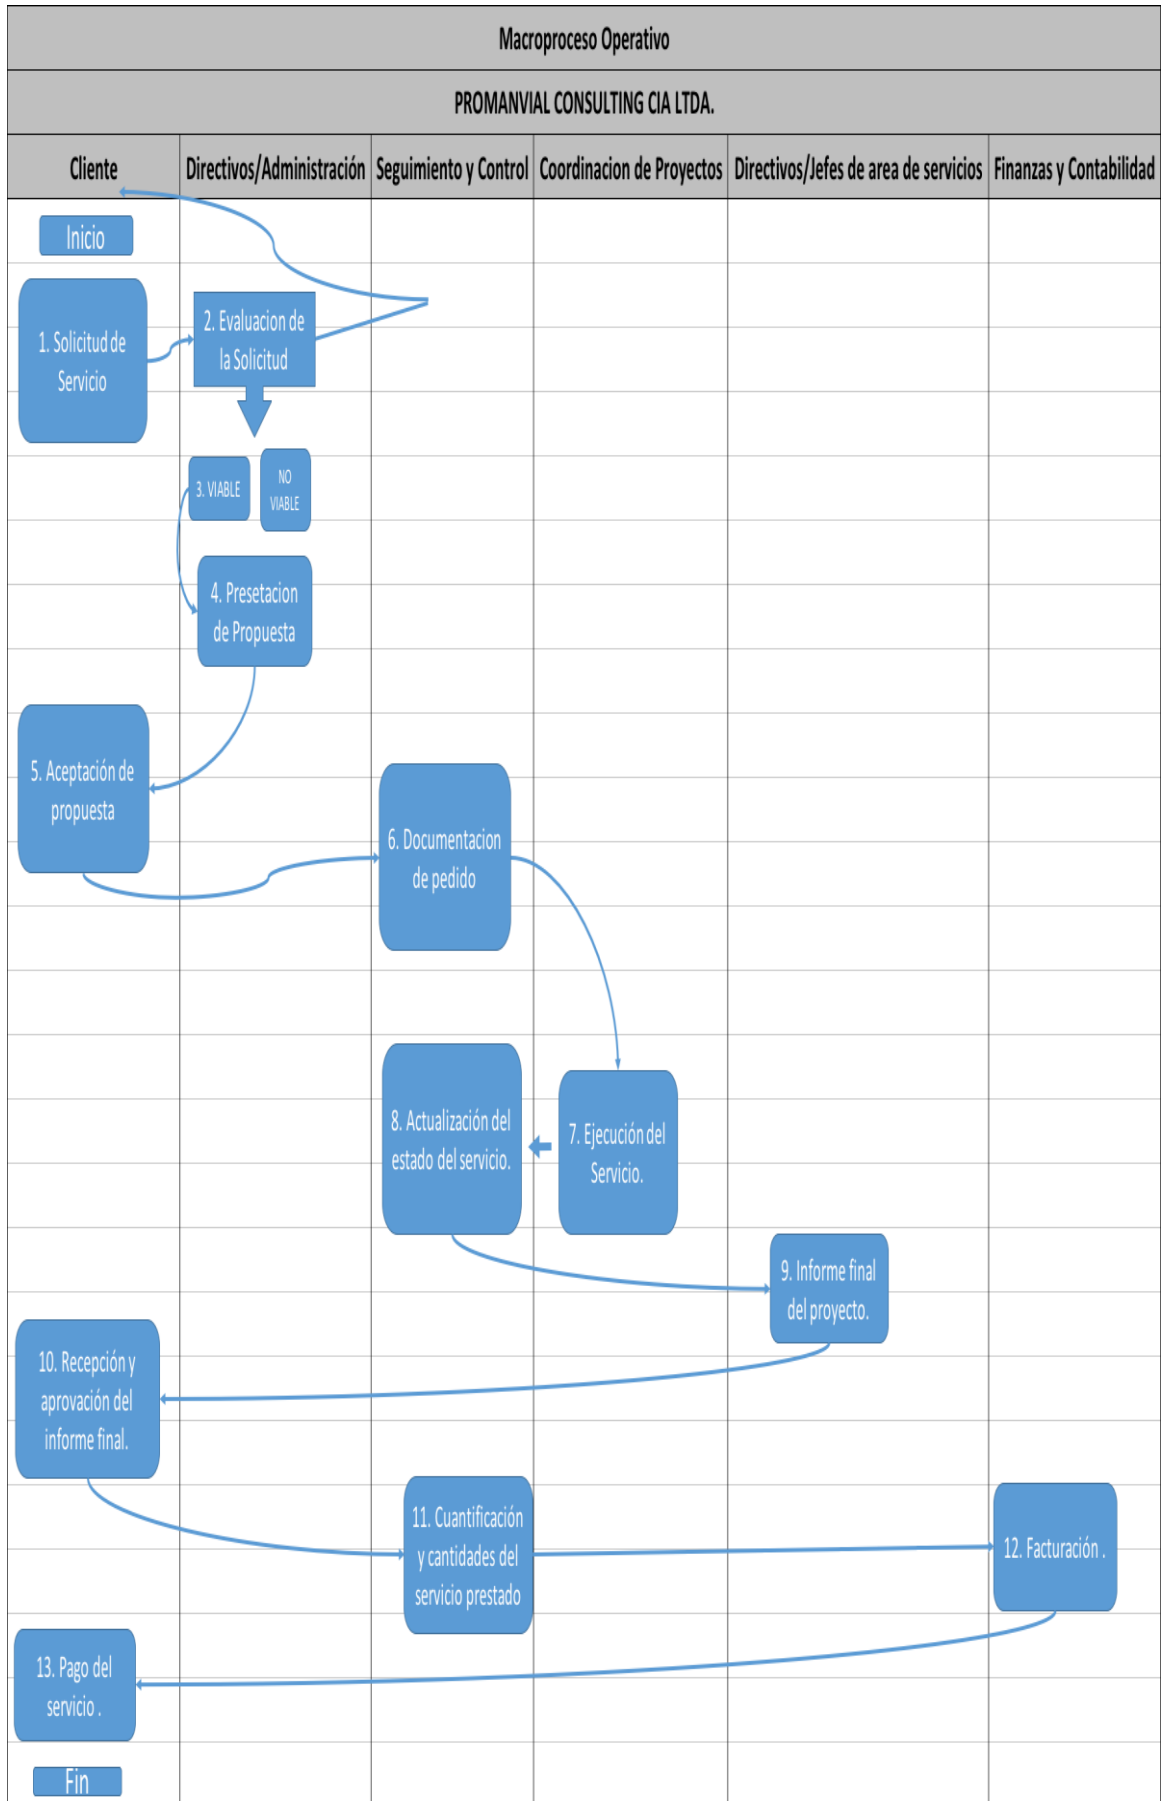 Macroproceso Operativo
PROMANVIAL CONSULTING CIA LTDA.
Cliente
Directivos/Administración
Seguimiento y Control
Coordinacion de Proyectos
Directivos/Jefes de area de servicios
Finanzas y Contabilidad
Inicio
1. Solicitud de
Servicio
2. Evaluacion de
la Solicitud
3. VIABLE
NO
VIABLE
4. Presetacion
de Propuesta
5. Aceptación de
propuesta
6. Documentacion
de pedido
7. Ejecución del
Servicio.
8. Actualización del
estado del servicio.
9. Informe final
del proyecto.
10. Recepción y
aprovación del
informe final.
11. Cuantificación
y cantidades del
servicio prestado
12. Facturación .
13. Pago del
servicio .
Fin